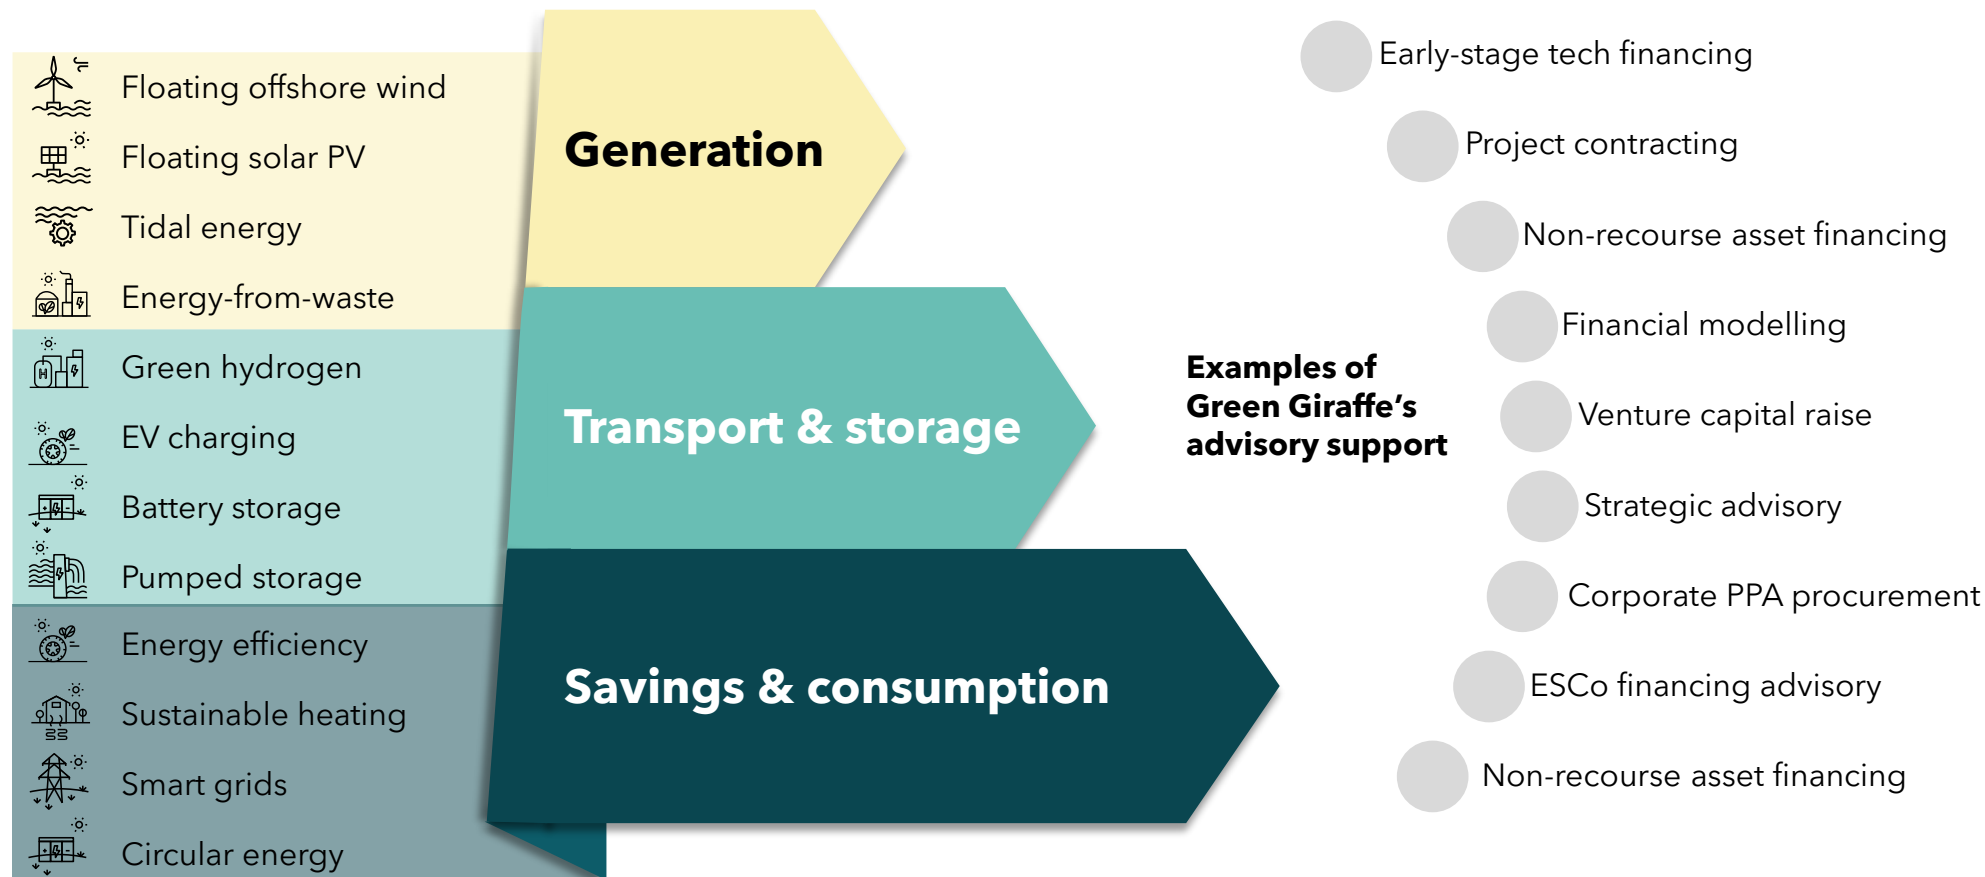 Floating offshore wind
Floating solar PV
Tidal energy
Energy-from-waste
Green hydrogen
EV charging
Battery storage
Pumped storage
Energy efficiency
Sustainable heating
Smart grids
Circular energy
Generation
Transport & storage
Savings & consumption
Examples of
Green Giraffe’s
advisory support
Early-stage tech financing
Project contracting
Non-recourse asset financing
Financial modelling
Venture capital raise
Strategic advisory
Corporate PPA procurement
ESCo financing advisory
Non-recourse asset financing